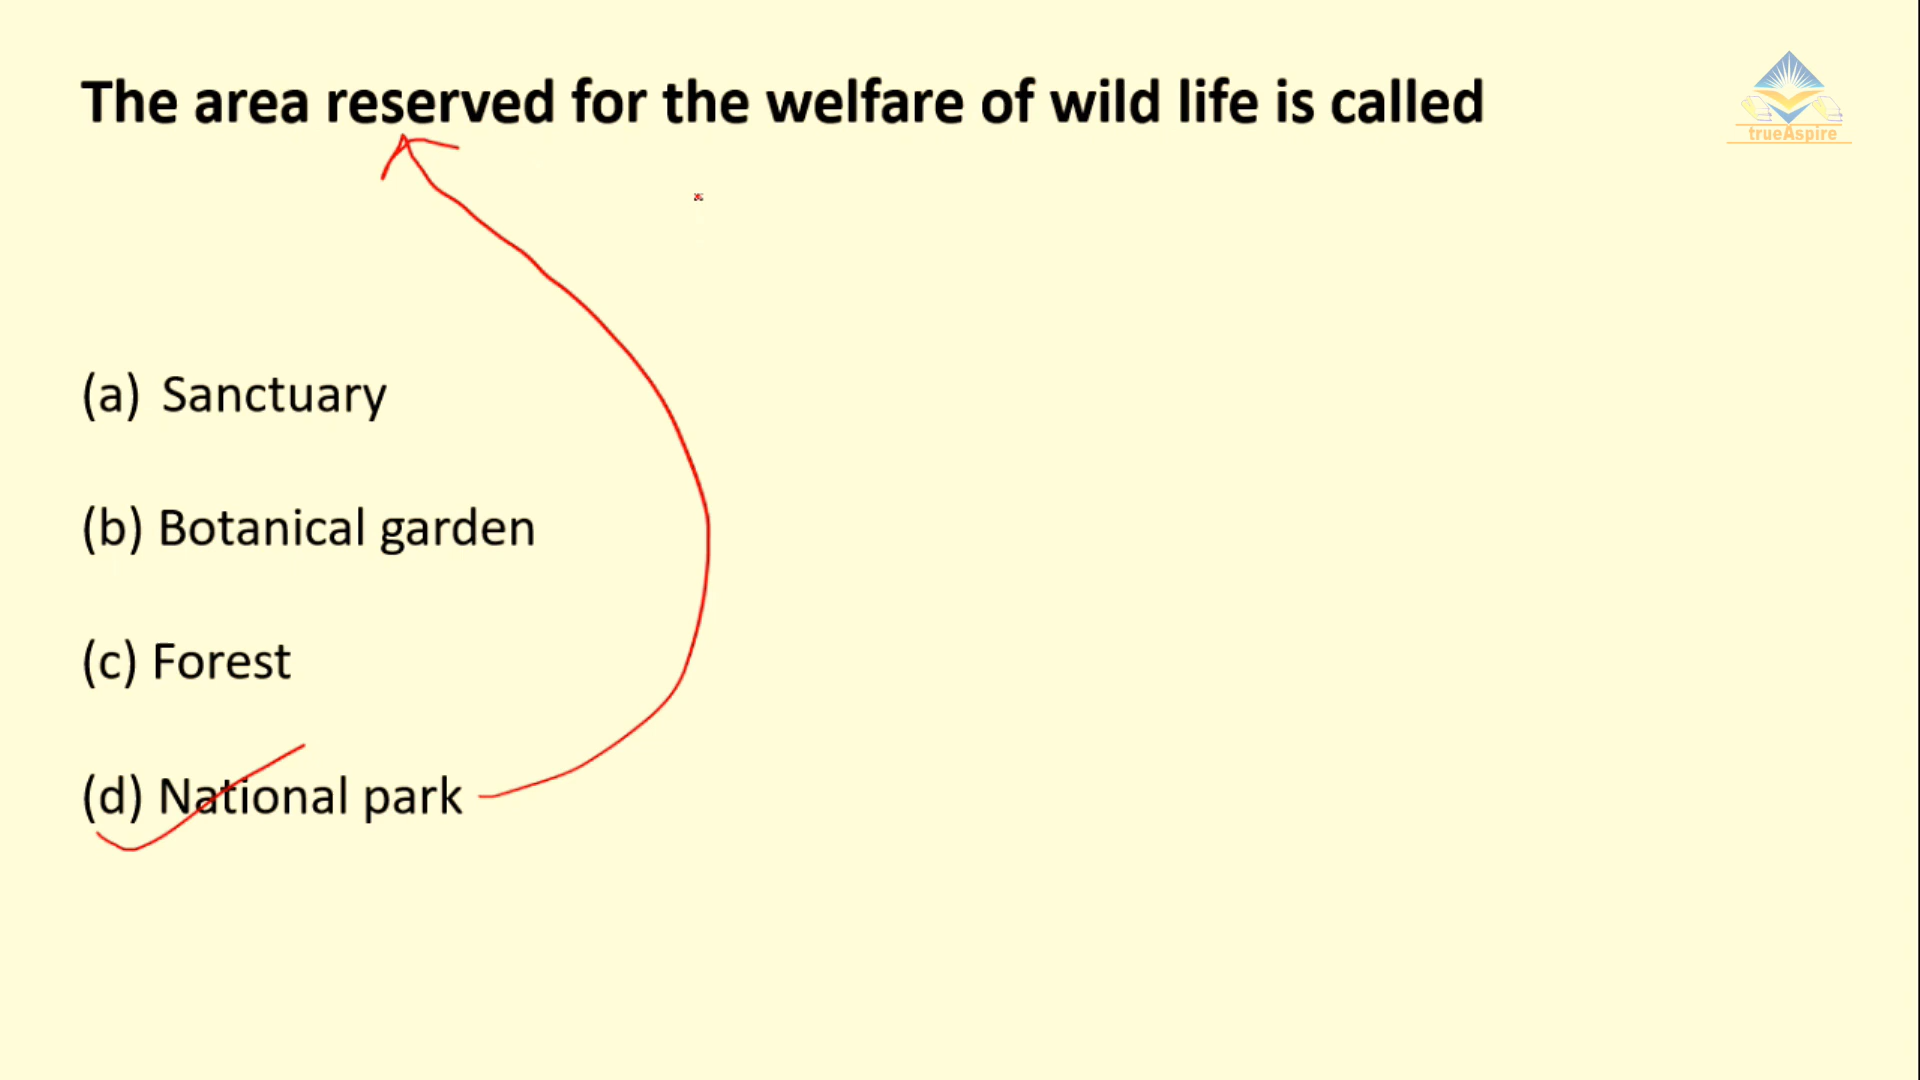 The area reserved for the welfare of wild life is called
trueAspire
(a) Sanctuary
(b) Botanical garden
(c) Forest
(d) National park